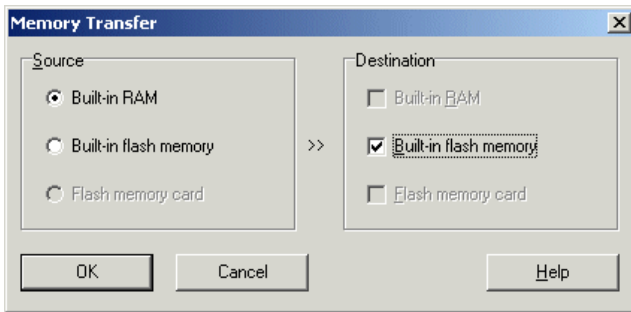 Memory Transfer
Source
Built-in RAM
Built-in flash memory
Flash memory card
>>
Destination
Built-in RAM
Built-in flash memory
Flash memory card
OK
Cancel
Help